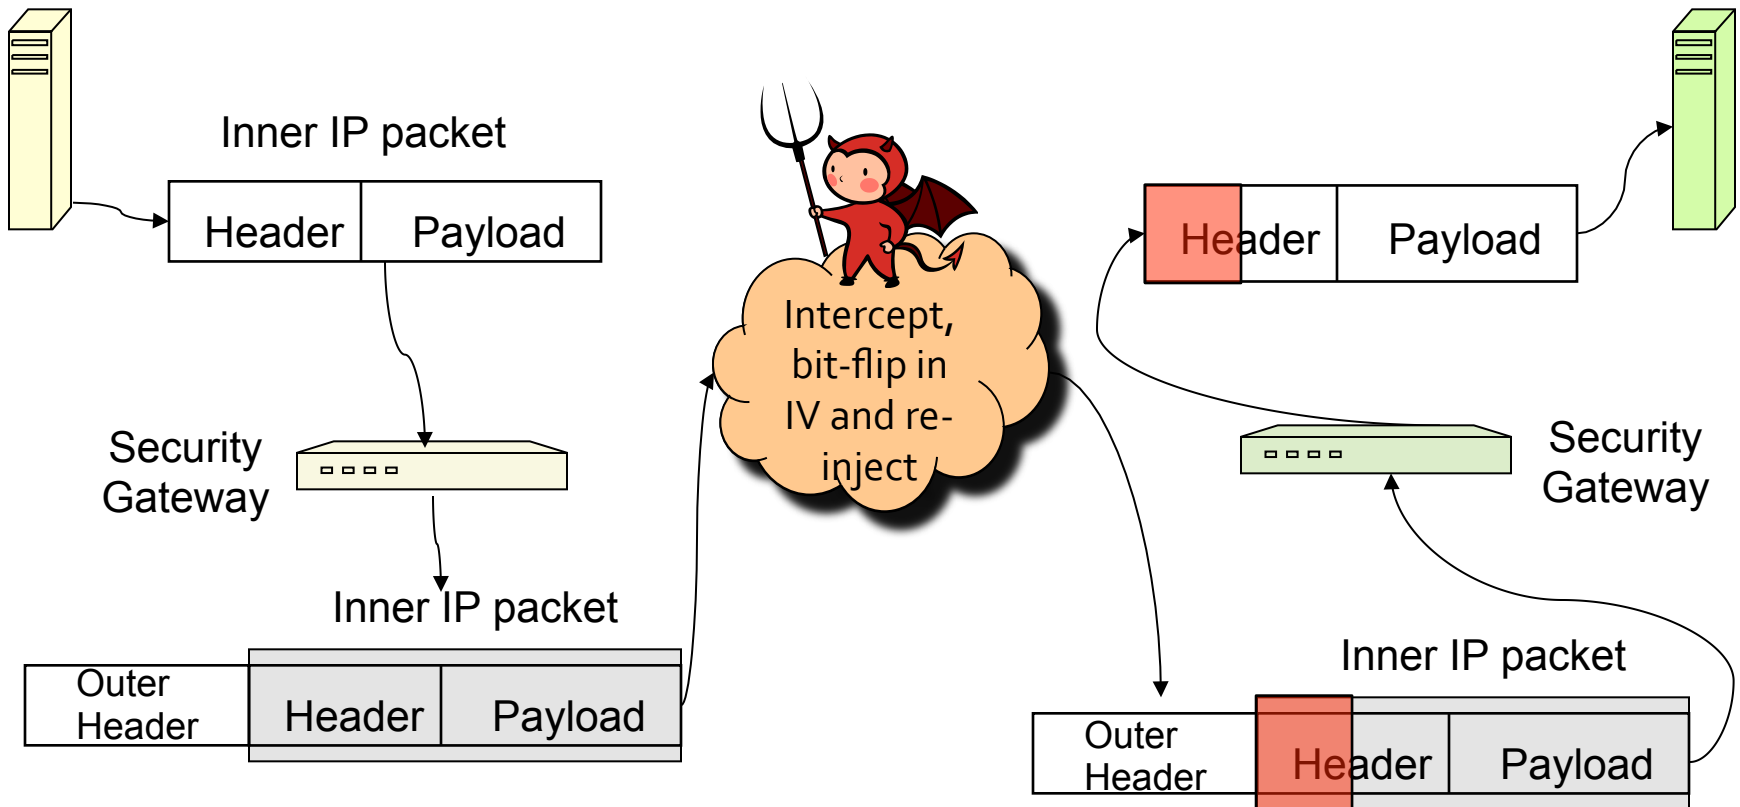 Inner IP packet
Header
Payload
Security
Gateway
Inner IP packet
Outer
Header
Header
Payload
Intercept,
bit-flip in
IV and re-
inject
Header
Payload
Security
Gateway
Inner IP packet
Outer
Header
Header
Payload